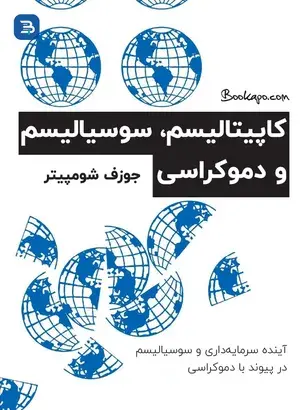 Bookapo.com
کاپیتالیسم، سوسیالیسم
و دموکراسی
جوزف شومپیتر
آینده سرمایه‌داری و سوسیالیسم
در پیوند با دموکراسی